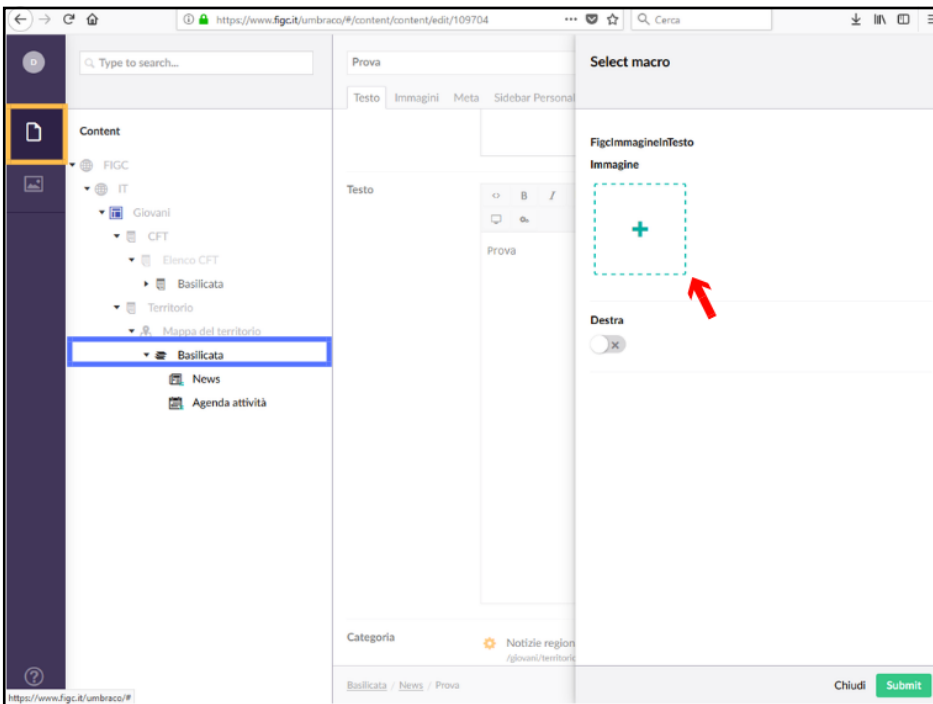 https://www.figc.it/umbraco/#/content/content/edit/109704
Cerca
D
Type to search...
Content
FIGC
IT
Giovani
CFT
Elenco CFT
Basilicata
Territorio
Mappa del territorio
Basilicata
News
Agenda attività
https://www.figc.it/umbraco/#
Prova
Testo Immagini Meta Sidebar Personal
Testo
B I
Prova
Categoria
Notizie region
/giovani/territorio
Basilicata / News / Prova
Select macro
FigcImmagineInTesto
Immagine
Destra
Chiudi Submit